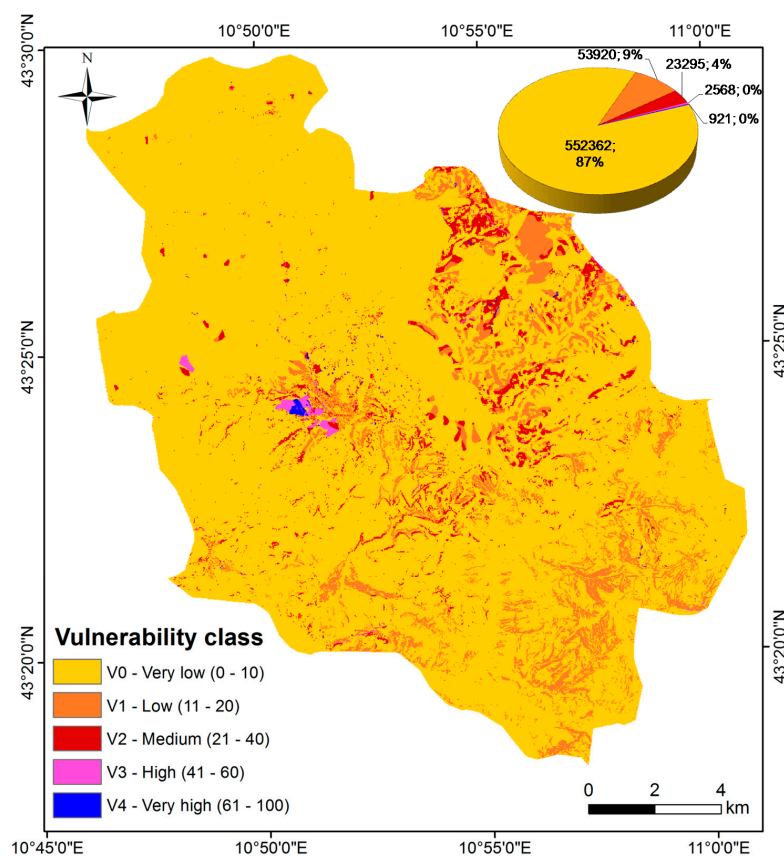 10°50'0"E
10°55'0"E
11°0'0"E
43°30'0"N
N
53920; 9%
23295; 4%
2568; 0%
921; 0%
552362;
87%
43°25'0"N
43°25'0"N
43°20'0"N
43°20'0"N
Vulnerability class
V0 - Very low (0 - 10)
V1 - Low (11 - 20)
V2 - Medium (21 - 40)
V3 - High (41 - 60)
V4 - Very high (61 - 100)
0 2 4
km
10°45'0"E
10°50'0"E
10°55'0"E
11°0'0"E